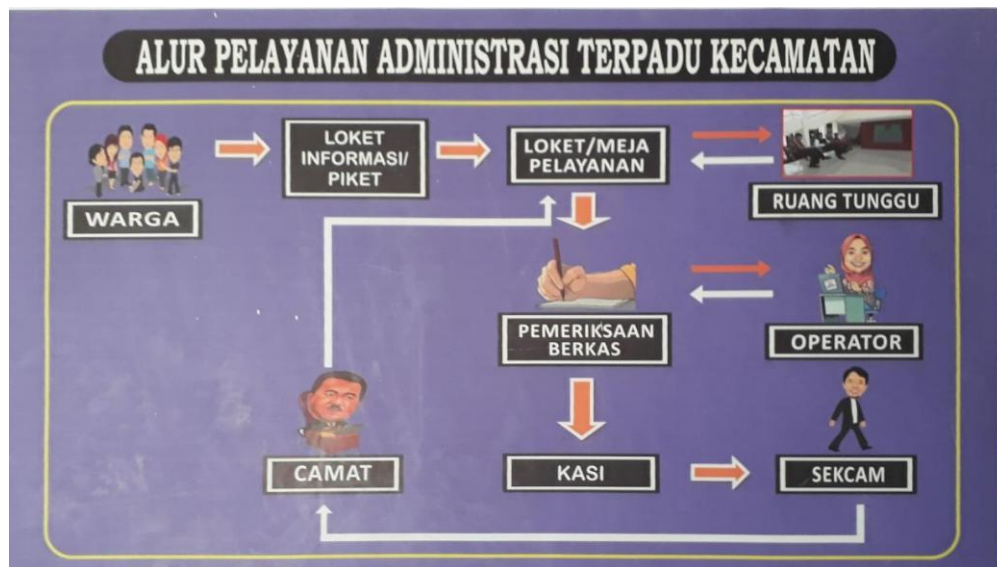 ALUR PELAYANAN ADMINISTRASI TERPADU KECAMATAN
WARGA
LOKET
INFORMASI/
PIKET
LOKET/MEJA
PELAYANAN
RUANG TUNGGU
PEMERIKSAAN
BERKAS
OPERATOR
CAMAT
KASI
SEKCAM